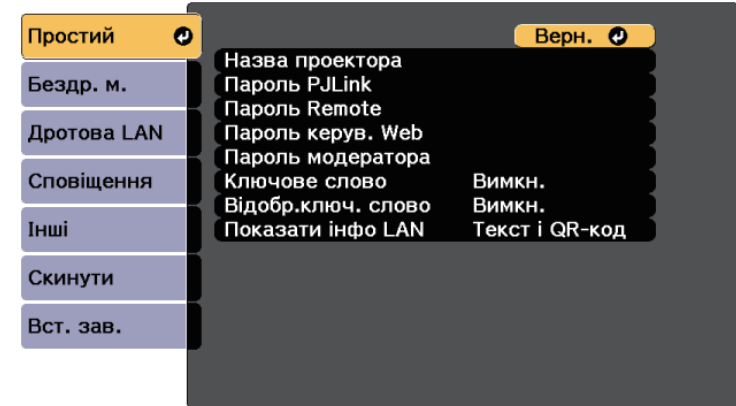 Простий
Бездр. м.
Дротова LAN
Сповіщення
Інші
Скинути
Вст. зав.
Верн.
Назва проектора
Пароль PJLink
Пароль Remote
Пароль керув. Web
Пароль модератора
Ключове слово Вимкн.
Відобр.ключ. слово Вимкн.
Показати інфо LAN Текст і QR-код